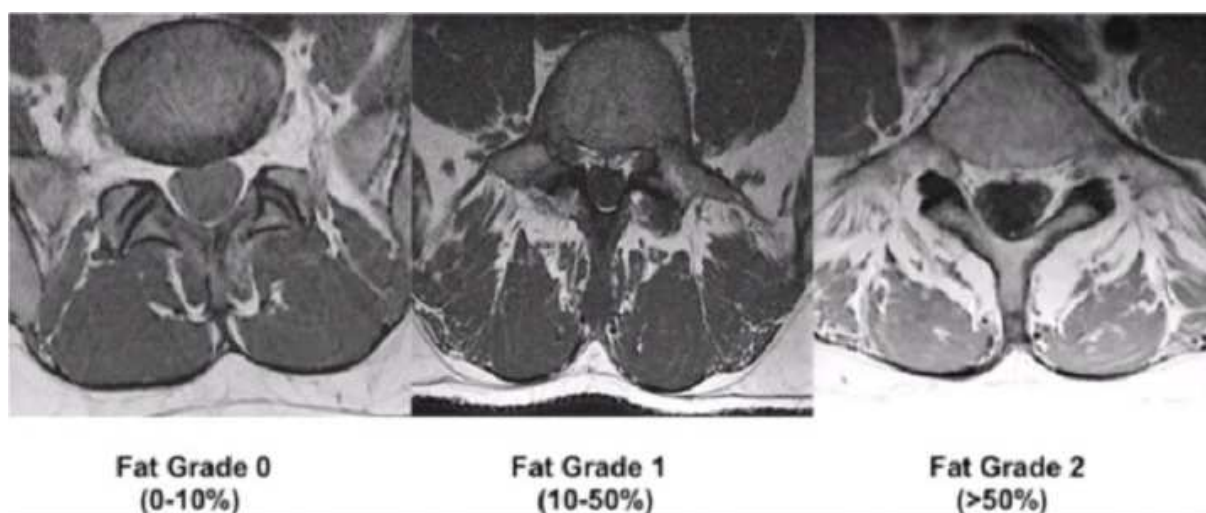 Fat Grade 0
(0-10%)
Fat Grade 1
(10-50%)
Fat Grade 2
(>50%)